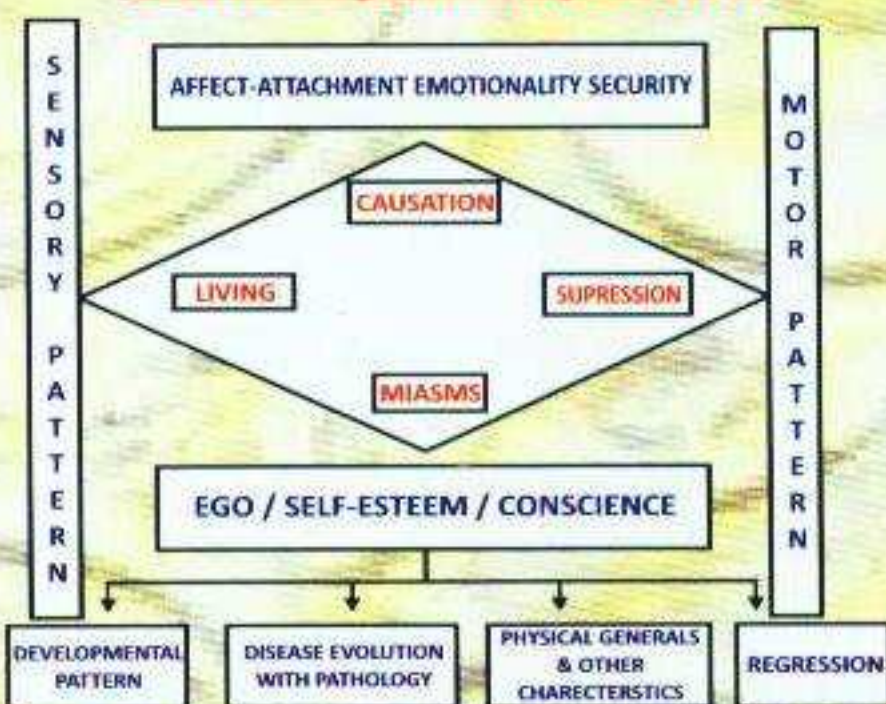 SENSORY PATTERN
AFFECT-ATTACHMENT EMOTIONALITY SECURITY
MOTOR PATTERN
CAUSATION
LIVING
SUPRESSION
MIASMS
EGO / SELF-ESTEEM / CONSCIENCE
DEVELOPMENTAL
PATTERN
DISEASE EVOLUTION
WITH PATHOLOGY
PHYSICAL GENERALS
& OTHER
CHARECTERSTICS
REGRESSION